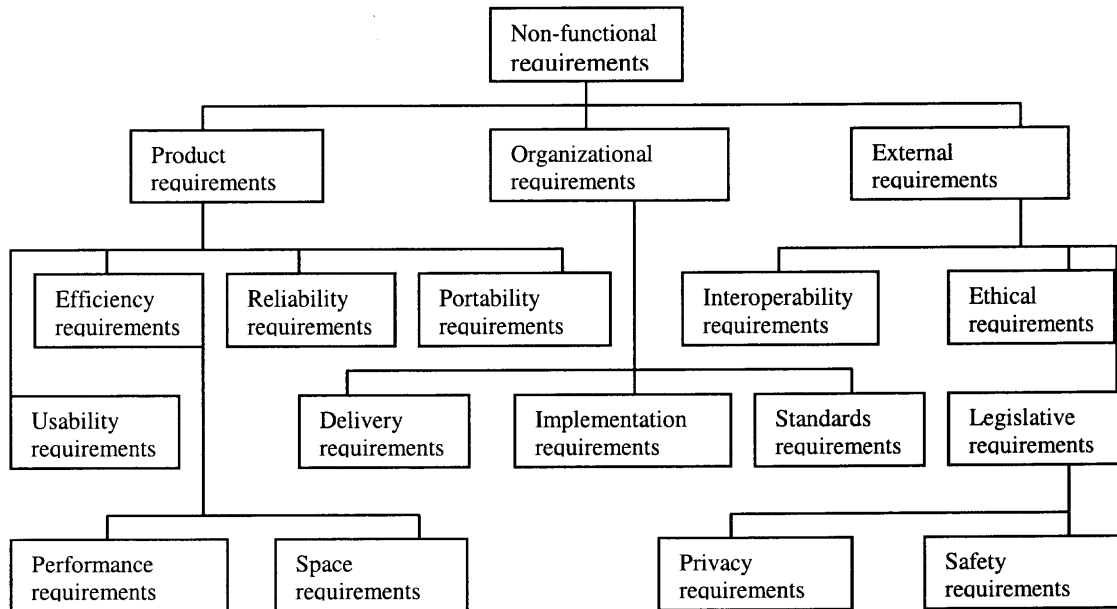 Non-functional
requirements
Product
requirements
Organizational
requirements
External
requirements
Efficiency
requirements
Reliability
requirements
Portability
requirements
Interoperability
requirements
Ethical
requirements
Usability
requirements
Delivery
requirements
Implementation
requirements
Standards
requirements
Legislative
requirements
Performance
requirements
Space
requirements
Privacy
requirements
Safety
requirements